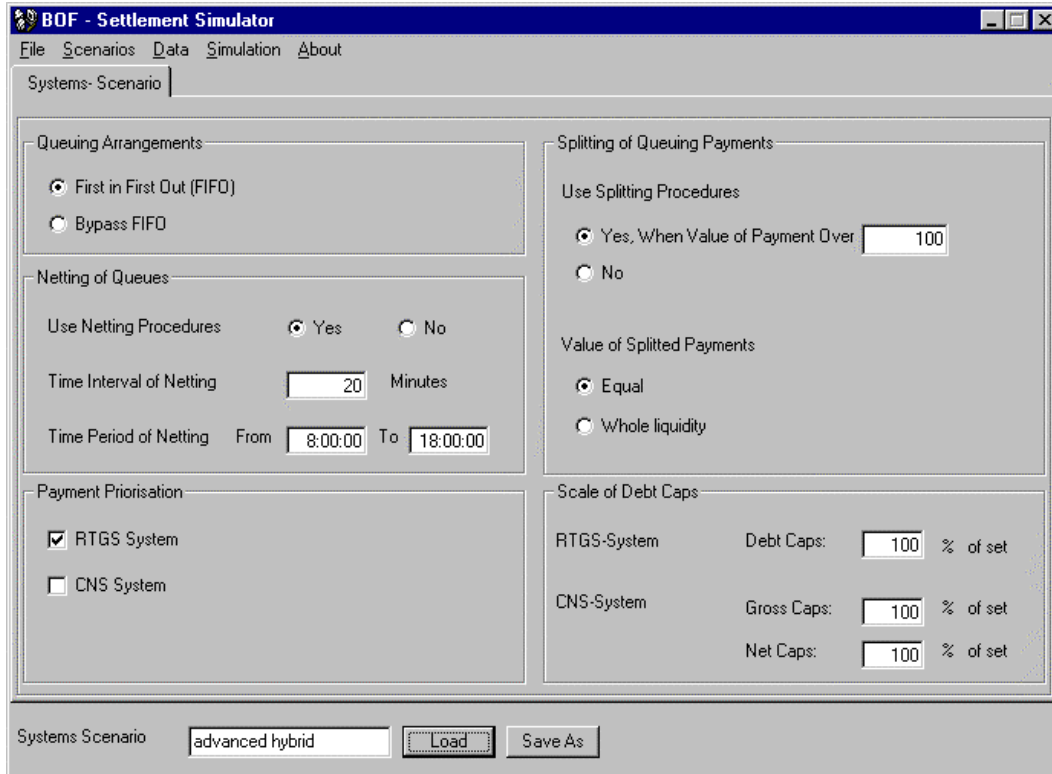 BOF - Settlement Simulator
File Scenarios Data Simulation About
Systems- Scenario
Queuing Arrangements
First in First Out (FIFO)
Bypass FIFO
Netting of Queues
Use Netting Procedures Yes No
Time Interval of Netting 20 Minutes
Time Period of Netting From 8:00:00 To 18:00:00
Payment Priorisation
RTGS System
CNS System
Splitting of Queuing Payments
Use Splitting Procedures
Yes, When Value of Payment Over 100
No
Value of Splitted Payments
Equal
Whole liquidity
Scale of Debt Caps
RTGS-System Debt Caps: 100 % of set
CNS-System Gross Caps: 100 % of set
Net Caps: 100 % of set
Systems Scenario advanced hybrid Load Save As